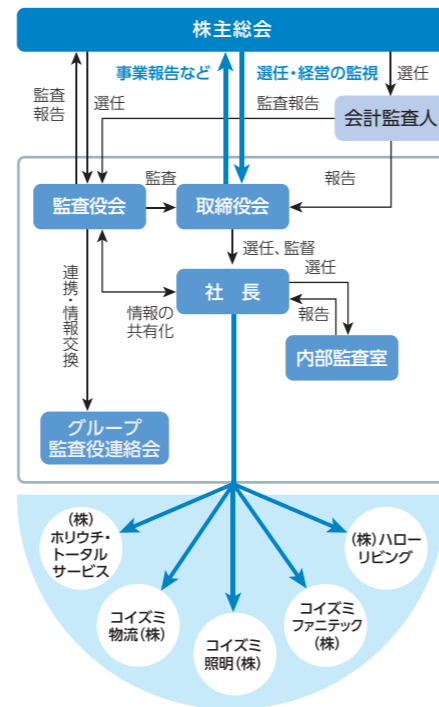 株主総会
事業報告など
選任・経営の監視
選任
監査
報告
選任
監査報告
会計監査人
監査
報告
監査役会
取締役会
選任、監督
選任
社　長
連携・情報交換
情報の
共有化
報告
内部監査室
グループ
監査役連絡会
(株)
ホリウチ・
トータル
サービス
(株)ハロー
リビング
コイズミ
物流(株)
コイズミ
照明(株)
コイズミ
ファニテック
(株)